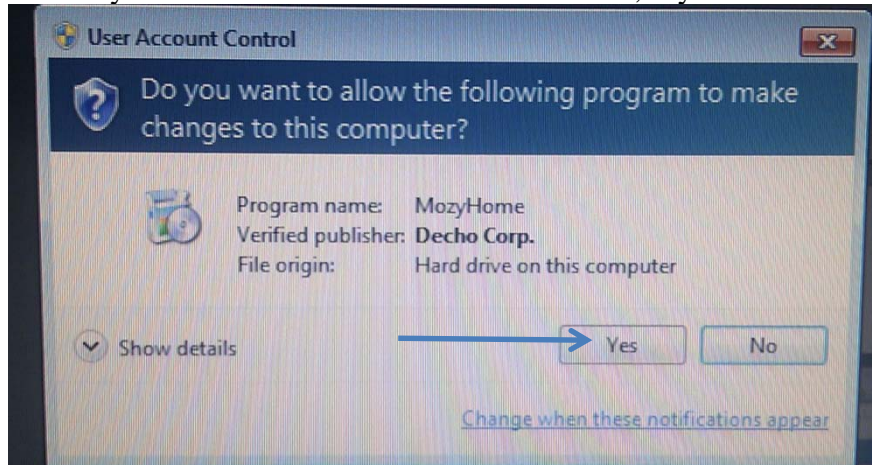 User Account Control
Do you want to allow the following program to make
changes to this computer?
Program name: MozyHome
Verified publisher: Decho Corp.
File origin: Hard drive on this computer
Show details
Yes
No
Change when these notifications appear